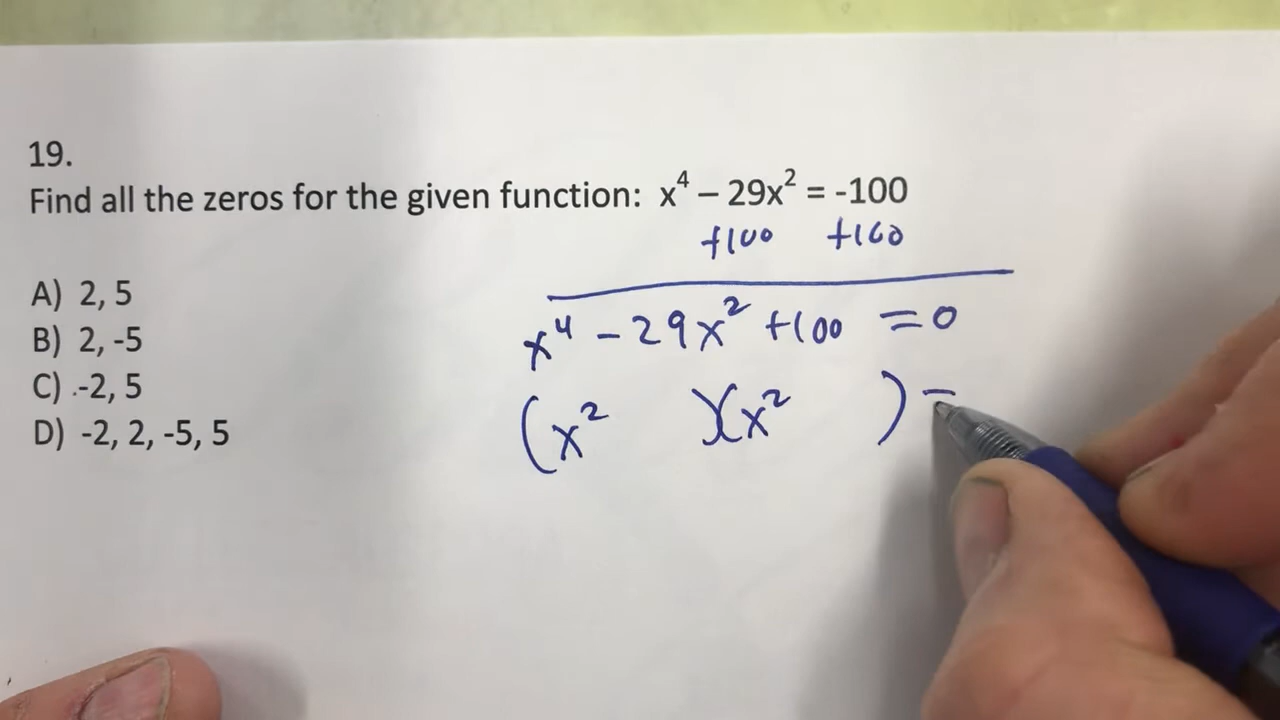 19.
Find all the zeros for the given function: x⁴ – 29x² = -100
+100 +100
A) 2, 5
x⁴ - 29x² +100 = 0
B) 2, -5
C) .-2, 5
(x² )(x² ) =
D) -2, 2, -5, 5